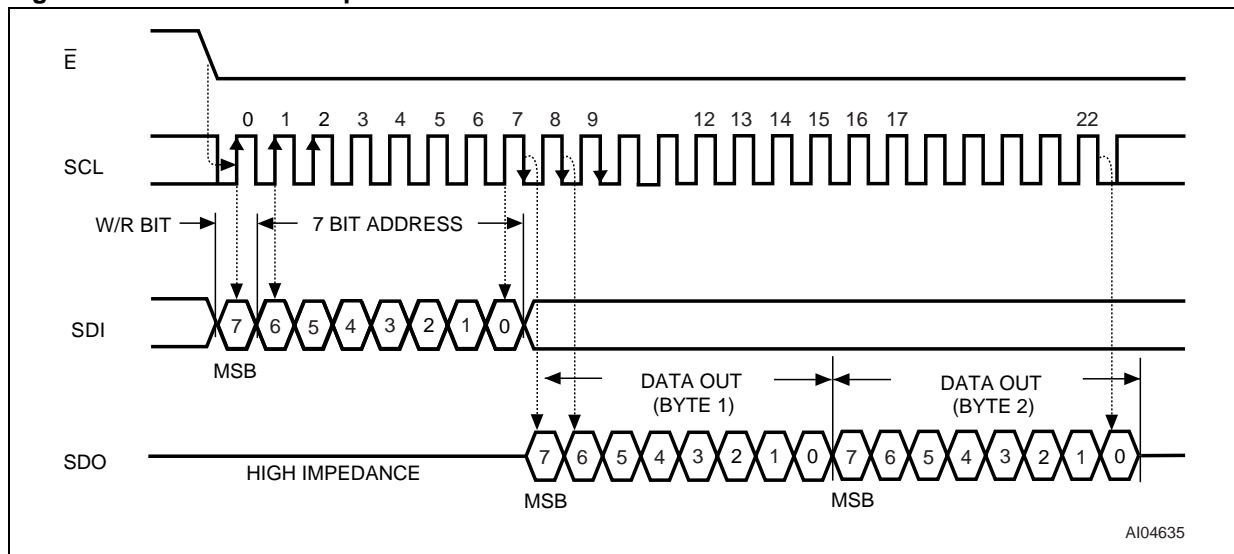 E̅
0 1 2 3 4 5 6 7 8 9 12 13 14 15 16 17 22
SCL
W/R BIT 7 BIT ADDRESS
7 6 5 4 3 2 1 0
SDI
MSB
DATA OUT
(BYTE 1)
DATA OUT
(BYTE 2)
7 6 5 4 3 2 1 0 7 6 5 4 3 2 1 0
SDO
HIGH IMPEDANCE
MSB MSB
AI04635